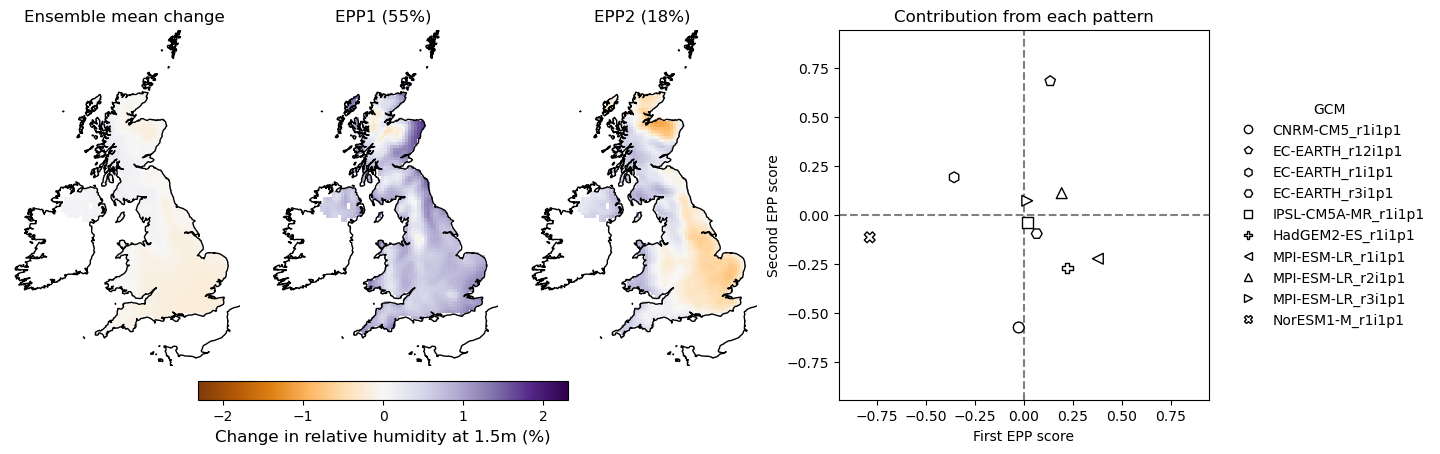 Ensemble mean change
EPP1 (55%)
EPP2 (18%)
−2
−1
0
1
2
Change in relative humidity at 1.5m (%)
Contribution from each pattern
Second EPP score
0.75
0.50
0.25
0.00
−0.25
−0.50
−0.75
−0.75
−0.50
−0.25
0.00
0.25
0.50
0.75
First EPP score
GCM
CNRM-CM5_r1i1p1
EC-EARTH_r12i1p1
EC-EARTH_r1i1p1
EC-EARTH_r3i1p1
IPSL-CM5A-MR_r1i1p1
HadGEM2-ES_r1i1p1
MPI-ESM-LR_r1i1p1
MPI-ESM-LR_r2i1p1
MPI-ESM-LR_r3i1p1
NorESM1-M_r1i1p1